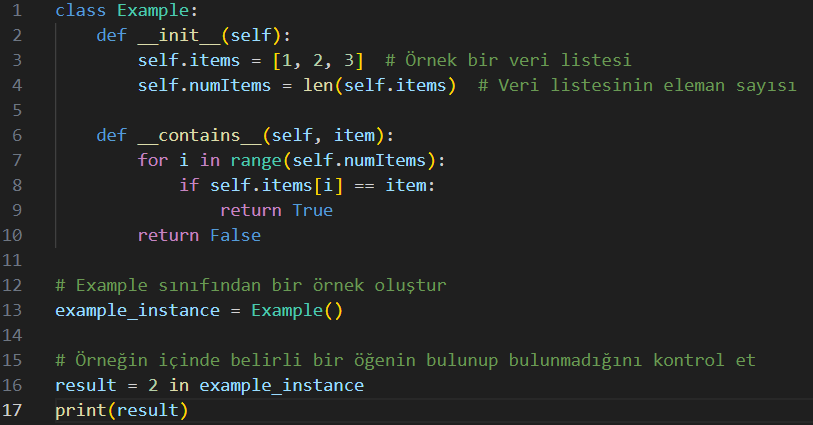 1 class Example:
2     def __init__(self):
3         self.items = [1, 2, 3]  # Örnek bir veri listesi
4         self.numItems = len(self.items)  # Veri listesinin eleman sayısı
5
6     def __contains__(self, item):
7         for i in range(self.numItems):
8             if self.items[i] == item:
9                 return True
10         return False
11
12 # Example sınıfından bir örnek oluştur
13 example_instance = Example()
14
15 # Örneğin içinde belirli bir öğenin bulunup bulunmadığını kontrol et
16 result = 2 in example_instance
17 print(result)